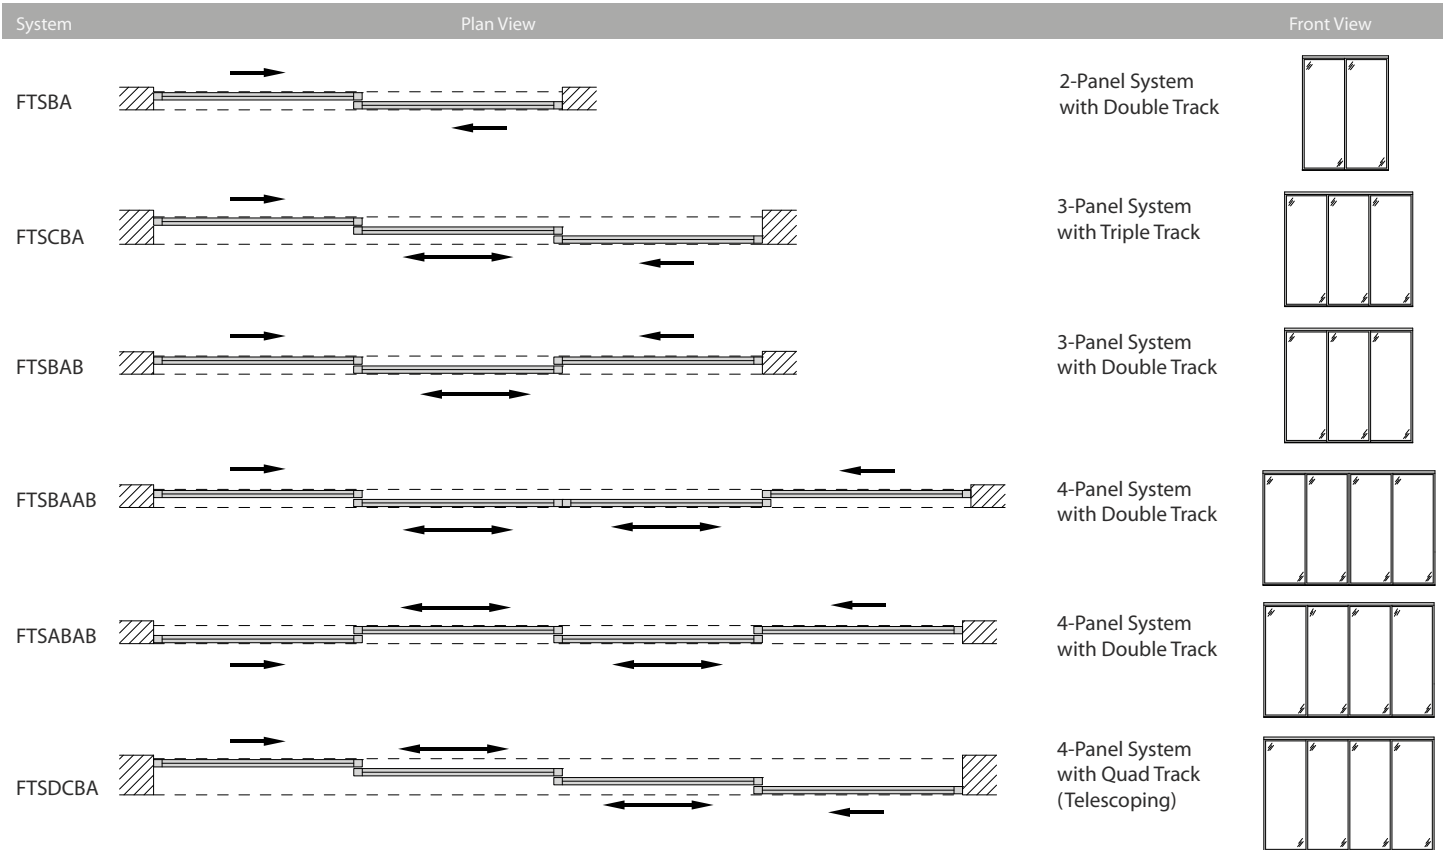 System Plan View Front View
FTSBA
2-Panel System
with Double Track
FTSCBA
3-Panel System
with Triple Track
FTSBAB
3-Panel System
with Double Track
FTSBAAB
4-Panel System
with Double Track
FTSABAB
4-Panel System
with Double Track
FTSDCBA
4-Panel System
with Quad Track
(Telescoping)